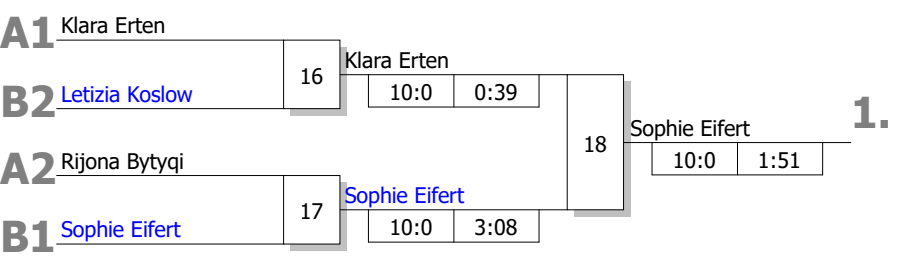 A1 Klara Erten
16
Klara Erten
10:0 0:39
B2 Letizia Koslow
18
Sophie Eifert
1.
10:0 1:51
A2 Rijona Bytyqi
17
Sophie Eifert
10:0 3:08
B1 Sophie Eifert